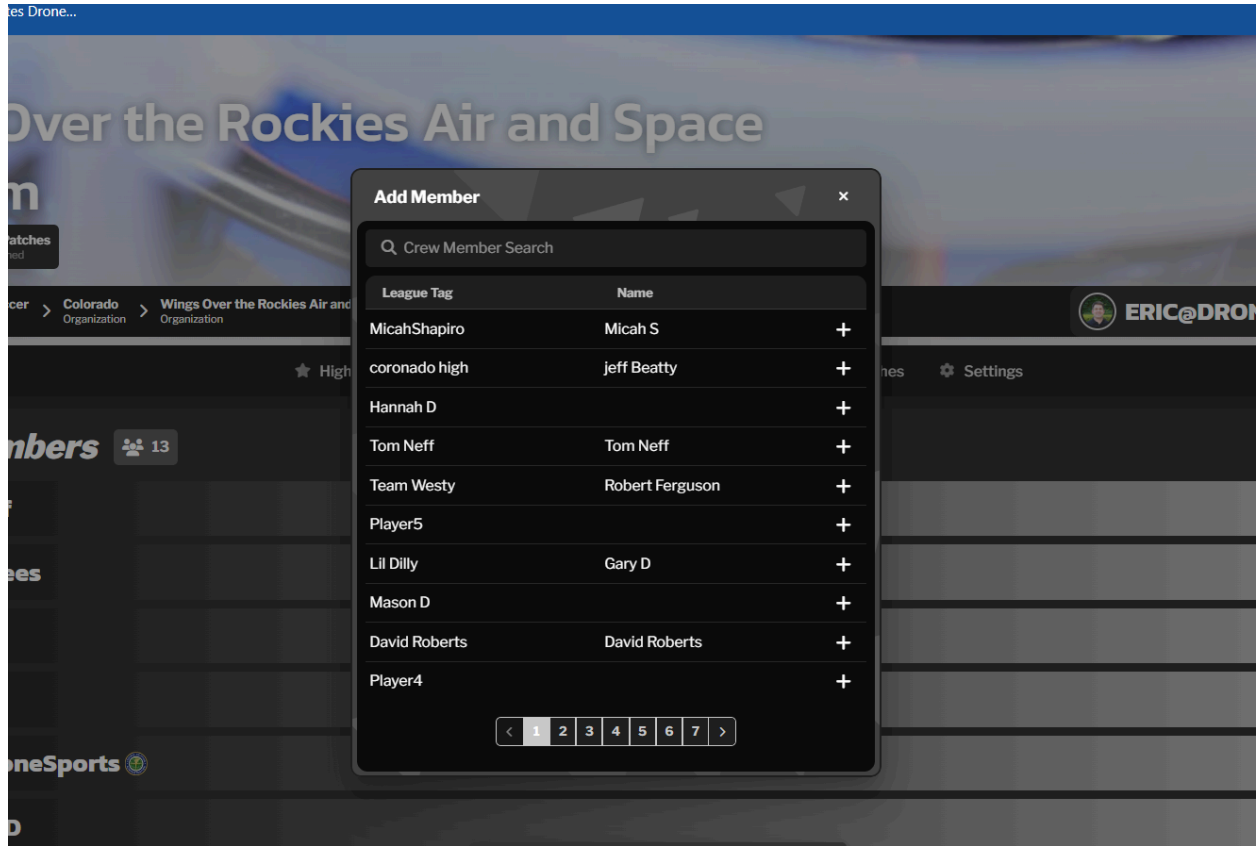 tes Drone...
Over the Rockies Air and Space
m
Patches
ned
Add Member ×
Crew Member Search
League Tag Name
MicahShapiro Micah S +
coronado high jeff Beatty +
Hannah D +
Tom Neff Tom Neff +
Team Westy Robert Ferguson +
Player5 +
Lil Dilly Gary D +
Mason D +
David Roberts David Roberts +
Player4 +
< 1 2 3 4 5 6 7 >
ccer > Colorado > Wings Over the Rockies Air and
Organization Organization
ERIC@DRON
High
hes Settings
mbers 13
f
ees
oneSports
D